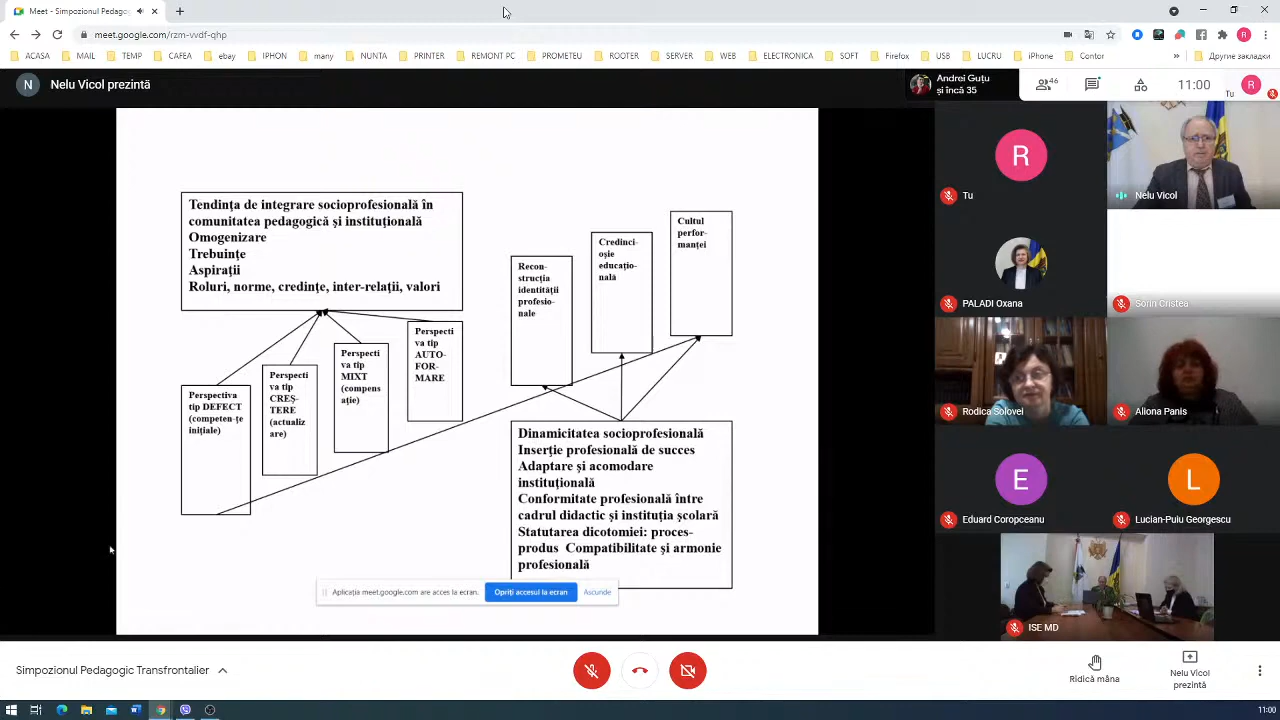 Meet - Simpozionul Pedagogic
meet.google.com/rzm-vvdf-qhp
ACASA MAIL TEMP CAFEA ebay IPHON many NUNTA PRINTER REMONT PC PROMETEU ROOTER SERVER WEB ELECTRONICA SOFT Firefox USB LUCRU iPhone Contor » Другие закладки
N Nelu Vicol prezintă
Andrei Guțu
și încă 35
46
11:00
Tu
R
Tendința de integrare socioprofesională în
comunitatea pedagogică și instituțională
Omogenizare
Trebuințe
Aspirații
Roluri, norme, credințe, inter-relații, valori
Perspectiva
tip DEFECT
(competen-țe
inițiale)
Perspecti
va tip
CREȘ-
TERE
(actualiz
are)
Perspecti
va tip
MIXT
(compens
ație)
Perspecti
va tip
AUTO-
FOR-
MARE
Recon-
strucția
identității
profesio-
nale
Credinci-
oșie
educațio-
nală
Cultul
perfor-
manței
Dinamicitatea socioprofesională
Inserție profesională de succes
Adaptare și acomodare
instituțională
Conformitate profesională între
cadrul didactic și instituția școlară
Statutarea dicotomiei: proces-
produs Compatibilitate și armonie
profesională
Aplicația meet.google.com are acces la ecran. Opriți accesul la ecran Ascunde
R
Tu
Nelu Vicol
PALADI Oxana
Sorin Cristea
Rodica Solovei
Aliona Panis
E
Eduard Coropceanu
L
Lucian-Puiu Georgescu
ISE MD
Simpozionul Pedagogic Transfrontalier
Ridică mâna
Nelu Vicol
prezintă
11:00